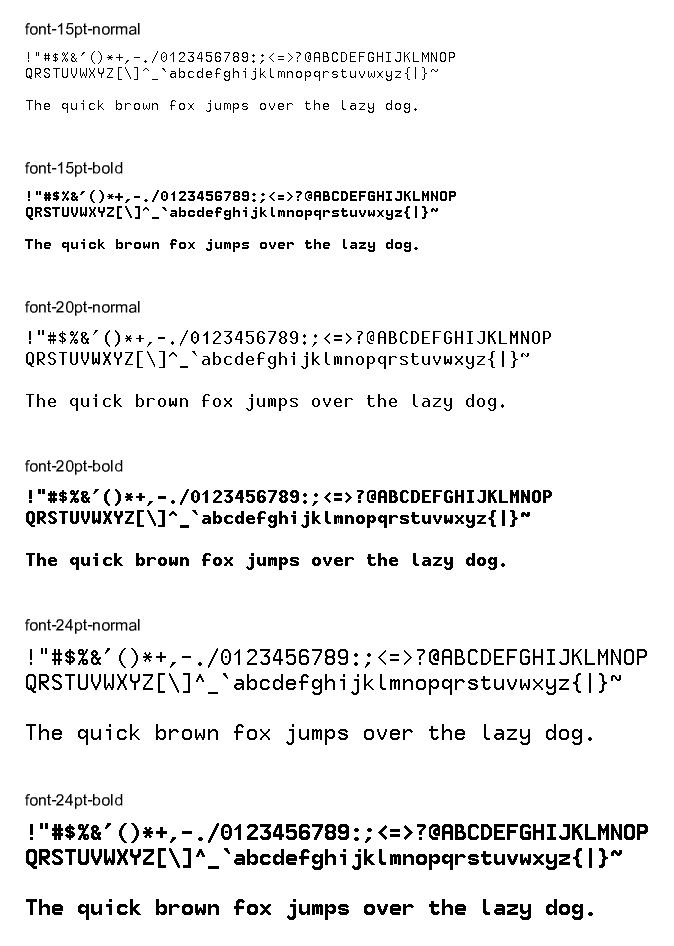 font-15pt-normal
!"#$%&'()*+,-./0123456789:;<=>?@ABCDEFGHIJKLMNOP
QRSTUVWXYZ[\]^_`abcdefghijklmnopqrstuvwxyz{|}~
The quick brown fox jumps over the lazy dog.
font-15pt-bold
!"#$%&'()*+,-./0123456789:;<=>?@ABCDEFGHIJKLMNOP
QRSTUVWXYZ[\]^_`abcdefghijklmnopqrstuvwxyz{|}~
The quick brown fox jumps over the lazy dog.
font-20pt-normal
!"#$%&'()*+,-./0123456789:;<=>?@ABCDEFGHIJKLMNOP
QRSTUVWXYZ[\]^_`abcdefghijklmnopqrstuvwxyz{|}~
The quick brown fox jumps over the lazy dog.
font-20pt-bold
!"#$%&'()*+,-./0123456789:;<=>?@ABCDEFGHIJKLMNOP
QRSTUVWXYZ[\]^_`abcdefghijklmnopqrstuvwxyz{|}~
The quick brown fox jumps over the lazy dog.
font-24pt-normal
!"#$%&'()*+,-./0123456789:;<=>?@ABCDEFGHIJKLMNOP
QRSTUVWXYZ[\]^_`abcdefghijklmnopqrstuvwxyz{|}~
The quick brown fox jumps over the lazy dog.
font-24pt-bold
!"#$%&'()*+,-./0123456789:;<=>?@ABCDEFGHIJKLMNOP
QRSTUVWXYZ[\]^_`abcdefghijklmnopqrstuvwxyz{|}~
The quick brown fox jumps over the lazy dog.